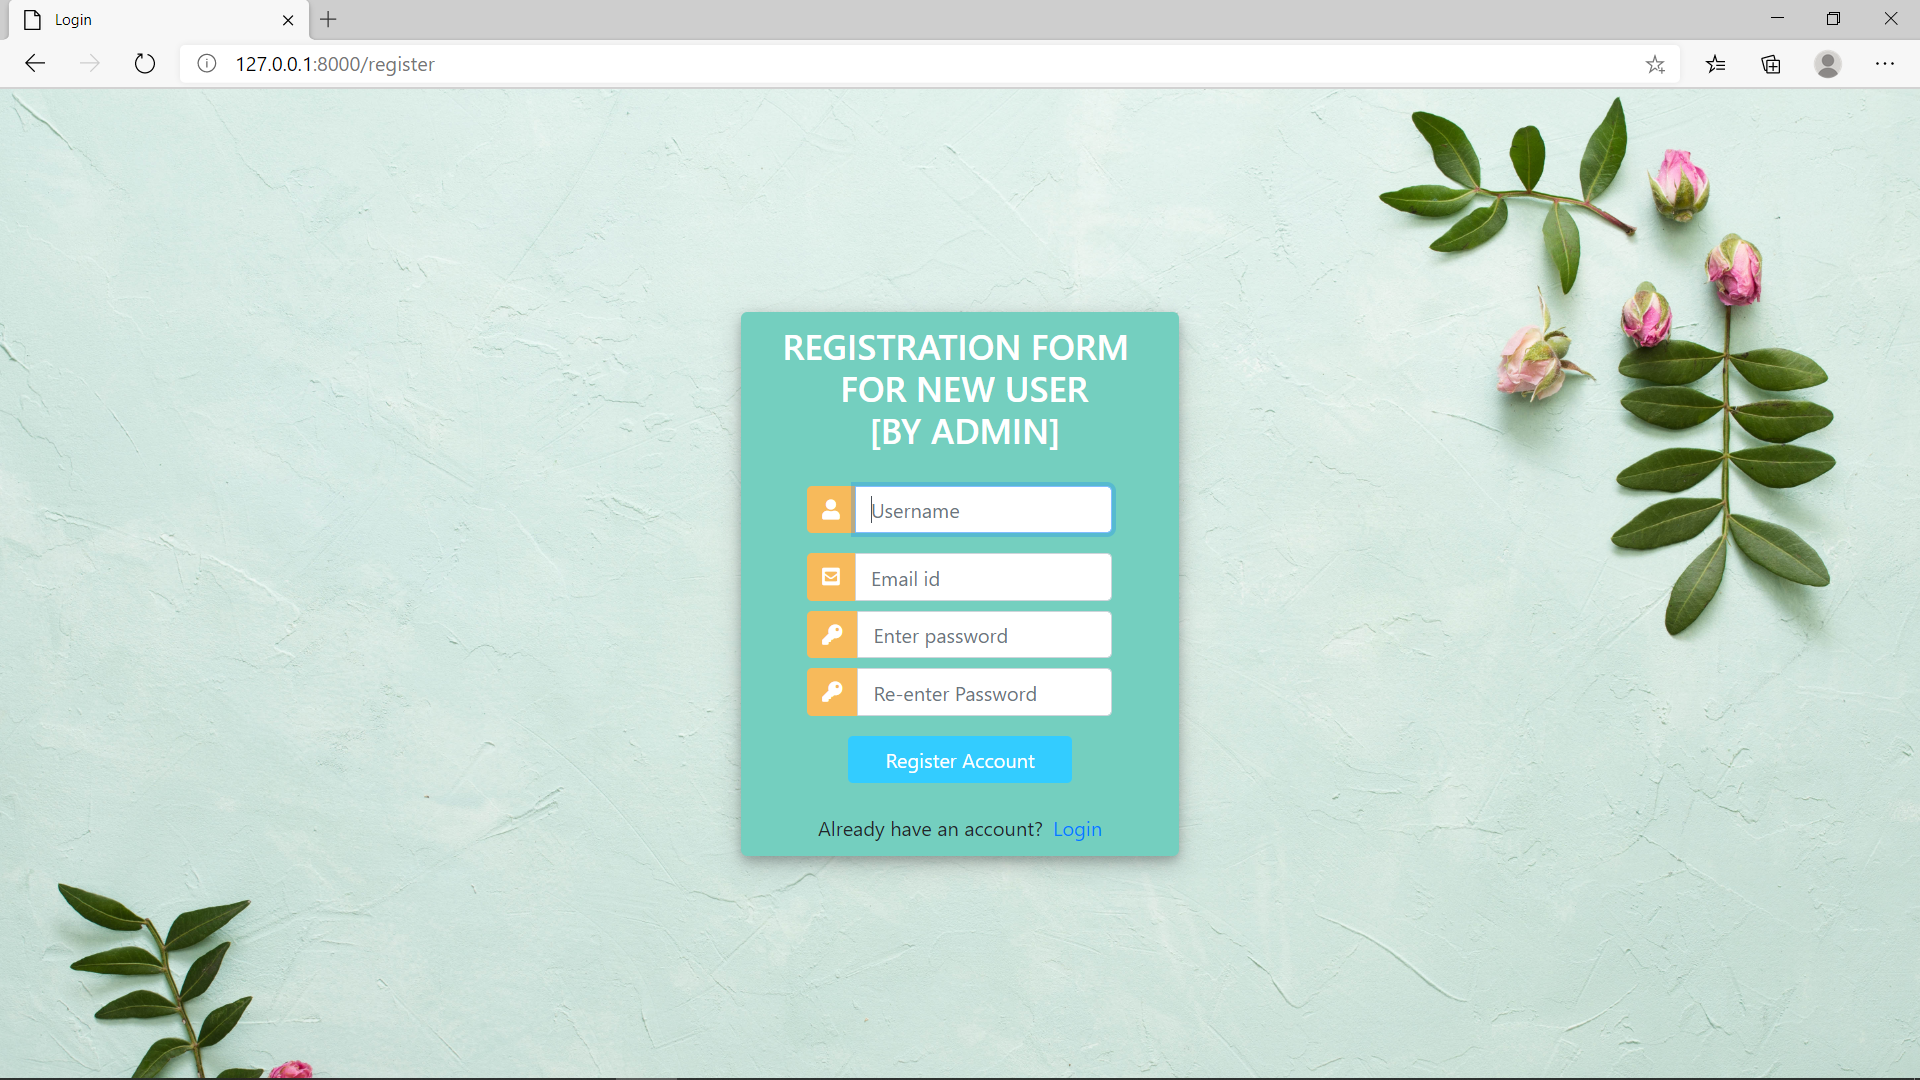 Login
127.0.0.1:8000/register
REGISTRATION FORM
FOR NEW USER
[BY ADMIN]
Username
Email id
Enter password
Re-enter Password
Register Account
Already have an account? Login